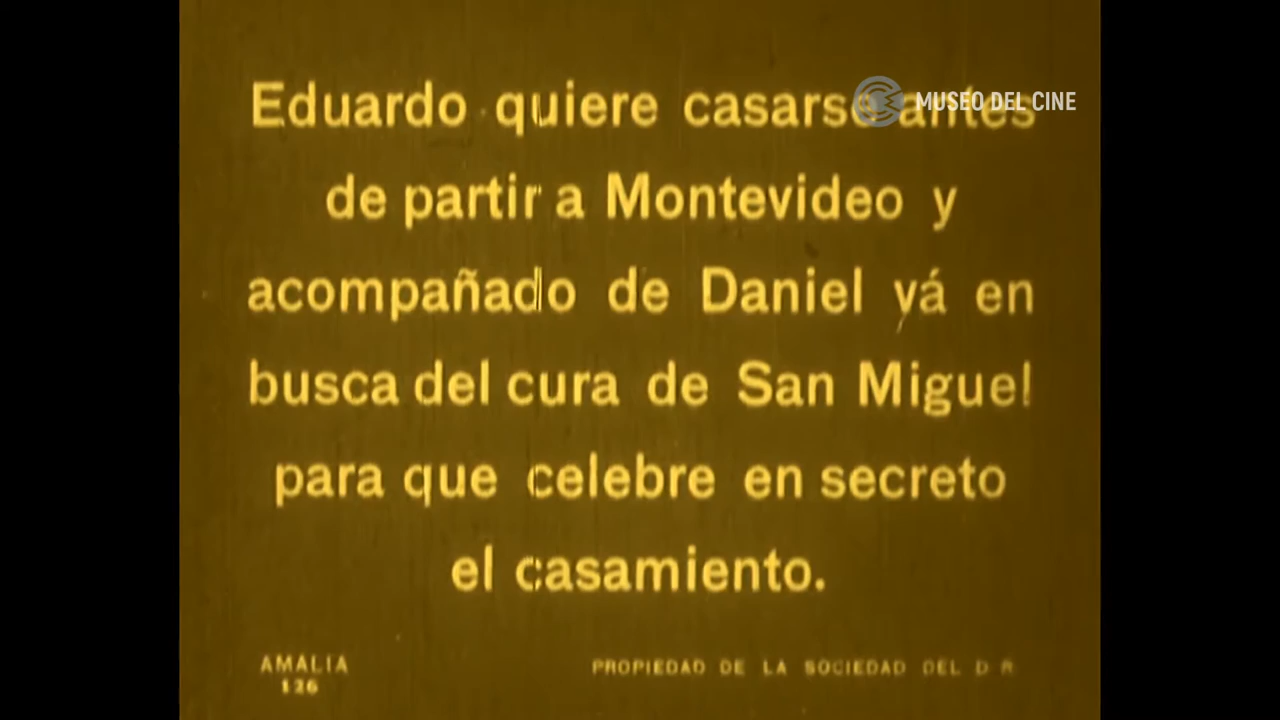 Eduardo quiere casarse antes
MUSEO DEL CINE
de partir a Montevideo y
acompañado de Daniel yá en
busca del cura de San Miguel
para que celebre en secreto
el casamiento.
AMALIA
126
PROPIEDAD DE LA SOCIEDAD DEL D R